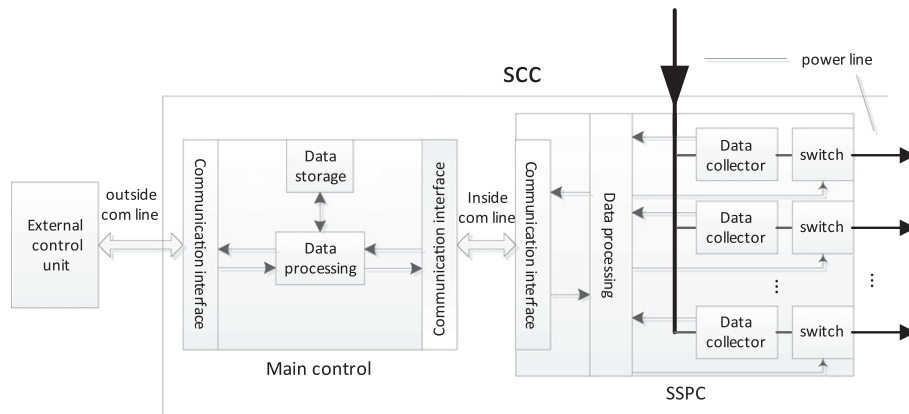 SCC
power line
External
control
unit
outside
com line
Communication interface
Data
storage
Data
processing
Communication interface
Main control
Inside
com line
Communication interface
Data processing
Data
collector
switch
Data
collector
switch
...
...
Data
collector
switch
SSPC